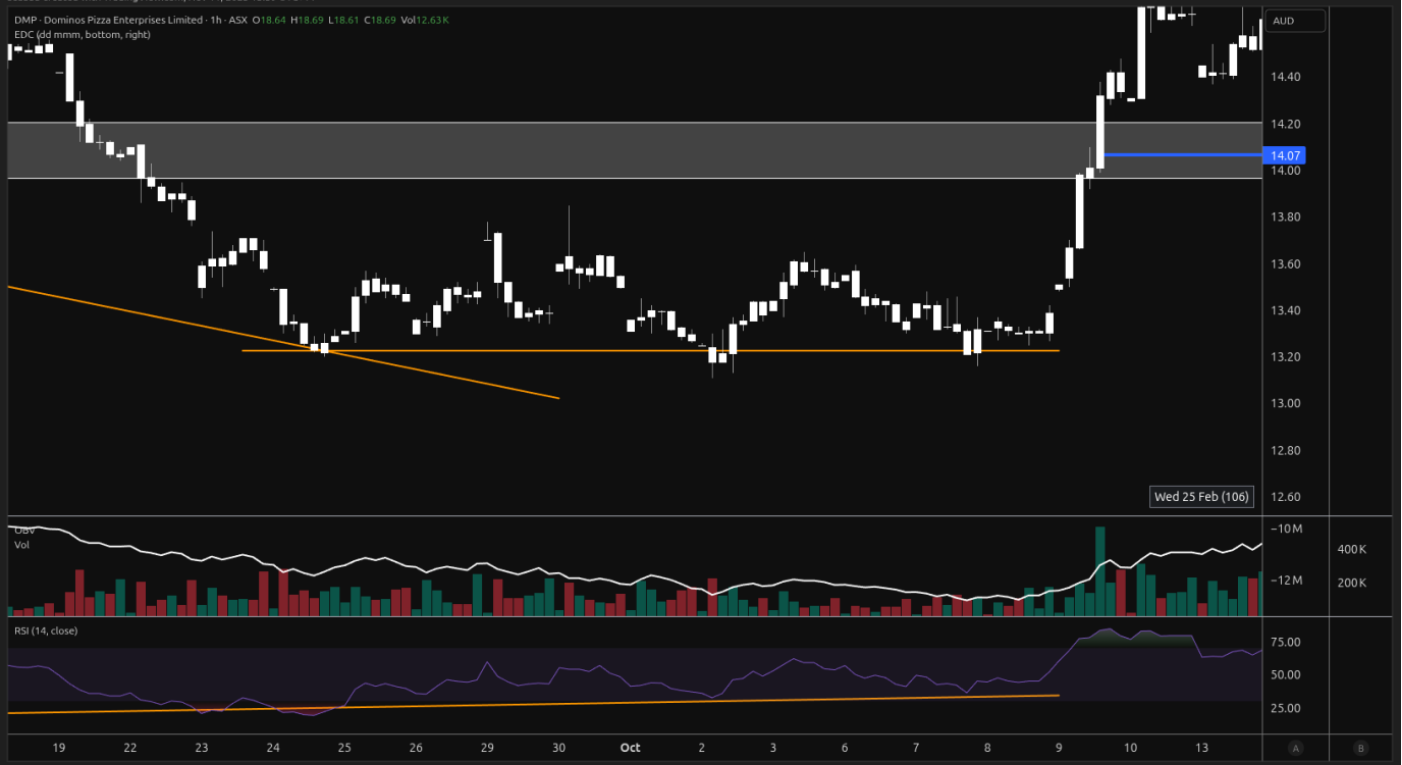 DMP · Dominos Pizza Enterprises Limited · 1h · ASX O18.64 H18.69 L18.61 C18.69 Vol12.63K
EDC (dd mmm, bottom, right)
AUD
14.40
14.20
14.07
14.00
13.80
13.60
13.40
13.20
13.00
12.80
12.60
Wed 25 Feb (106)
OBV
Vol
−10M
−12M
400K
200K
RSI (14, close)
75.00
50.00
25.00
19 22 23 24 25 26 29 30 Oct 2 3 6 7 8 9 10 13 A B